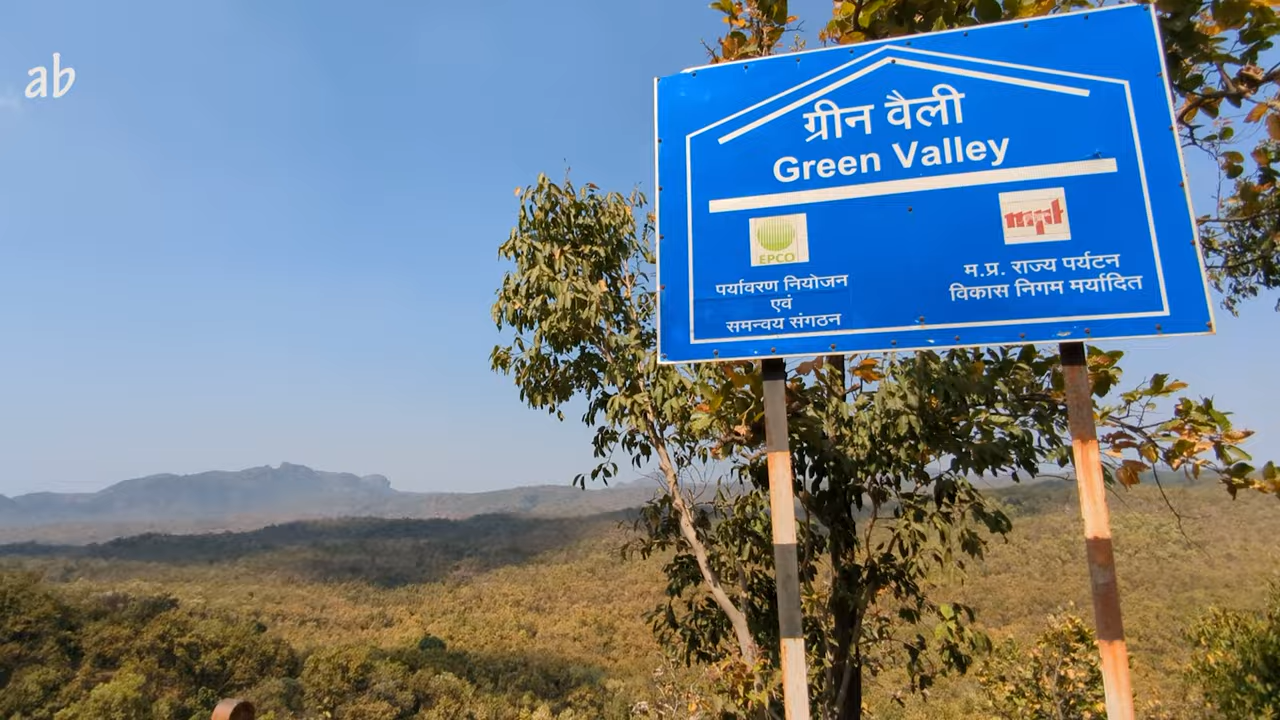 ab
ग्रीन वैली
Green Valley
EPCO
पर्यावरण नियोजन
एवं
समन्वय संगठन
mpt
म.प्र. राज्य पर्यटन
विकास निगम मर्यादित